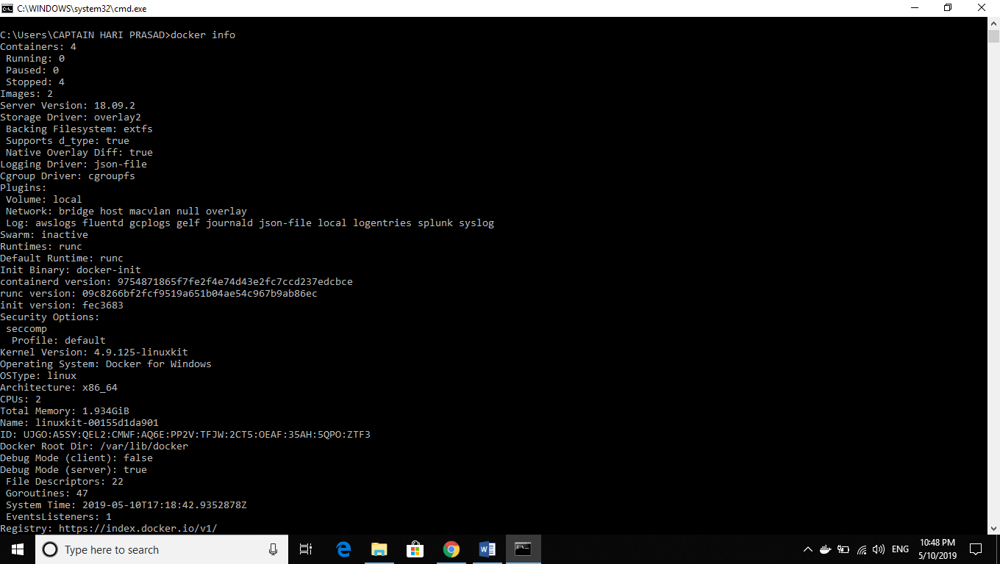 C:\WINDOWS\system32\cmd.exe
C:\Users\CAPTAIN HARI PRASAD>docker info
Containers: 4
 Running: 0
 Paused: 0
 Stopped: 4
Images: 2
Server Version: 18.09.2
Storage Driver: overlay2
 Backing Filesystem: extfs
 Supports d_type: true
 Native Overlay Diff: true
Logging Driver: json-file
Cgroup Driver: cgroupfs
Plugins:
 Volume: local
 Network: bridge host macvlan null overlay
 Log: awslogs fluentd gcplogs gelf journald json-file local logentries splunk syslog
Swarm: inactive
Runtimes: runc
Default Runtime: runc
Init Binary: docker-init
containerd version: 9754871865f7fe2f4e74d43e2fc7ccd237edcbce
runc version: 09c8266bf2fcf9519a651b04ae54c967b9ab86ec
init version: fec3683
Security Options:
 seccomp
  Profile: default
Kernel Version: 4.9.125-linuxkit
Operating System: Docker for Windows
OSType: linux
Architecture: x86_64
CPUs: 2
Total Memory: 1.934GiB
Name: linuxkit-00155d1da901
ID: UJGO:A5SY:QEL2:CMWF:AQ6E:PP2V:TFJW:2CT5:OEAF:35AH:5QPO:ZTF3
Docker Root Dir: /var/lib/docker
Debug Mode (client): false
Debug Mode (server): true
 File Descriptors: 22
 Goroutines: 47
 System Time: 2019-05-10T17:18:42.9352878Z
 EventsListeners: 1
Registry: https://index.docker.io/v1/
Type here to search
ENG
10:48 PM
5/10/2019